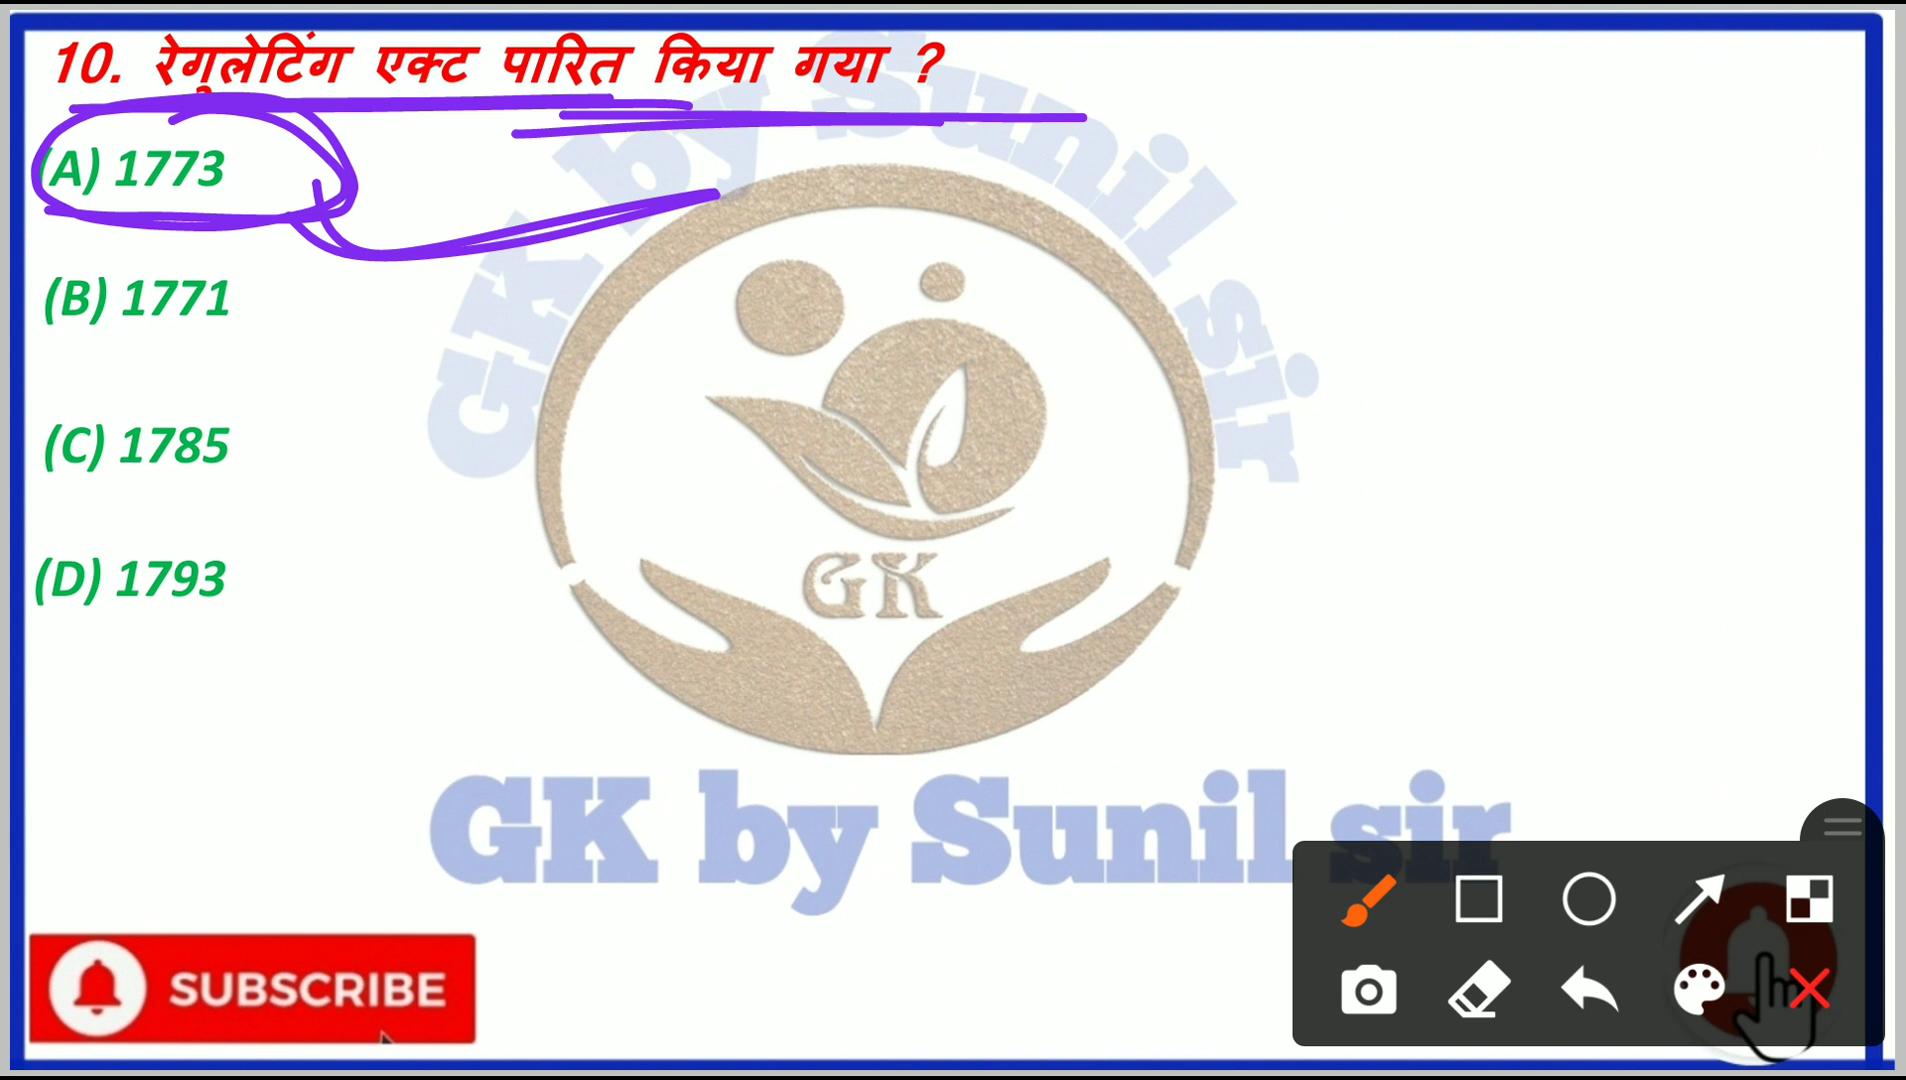 10. रेगुलेटिंग एक्ट पारित किया गया ?
(A) 1773
(B) 1771
(C) 1785
(D) 1793
GK by Sunil sir
GK
GK by Sunil sir
SUBSCRIBE